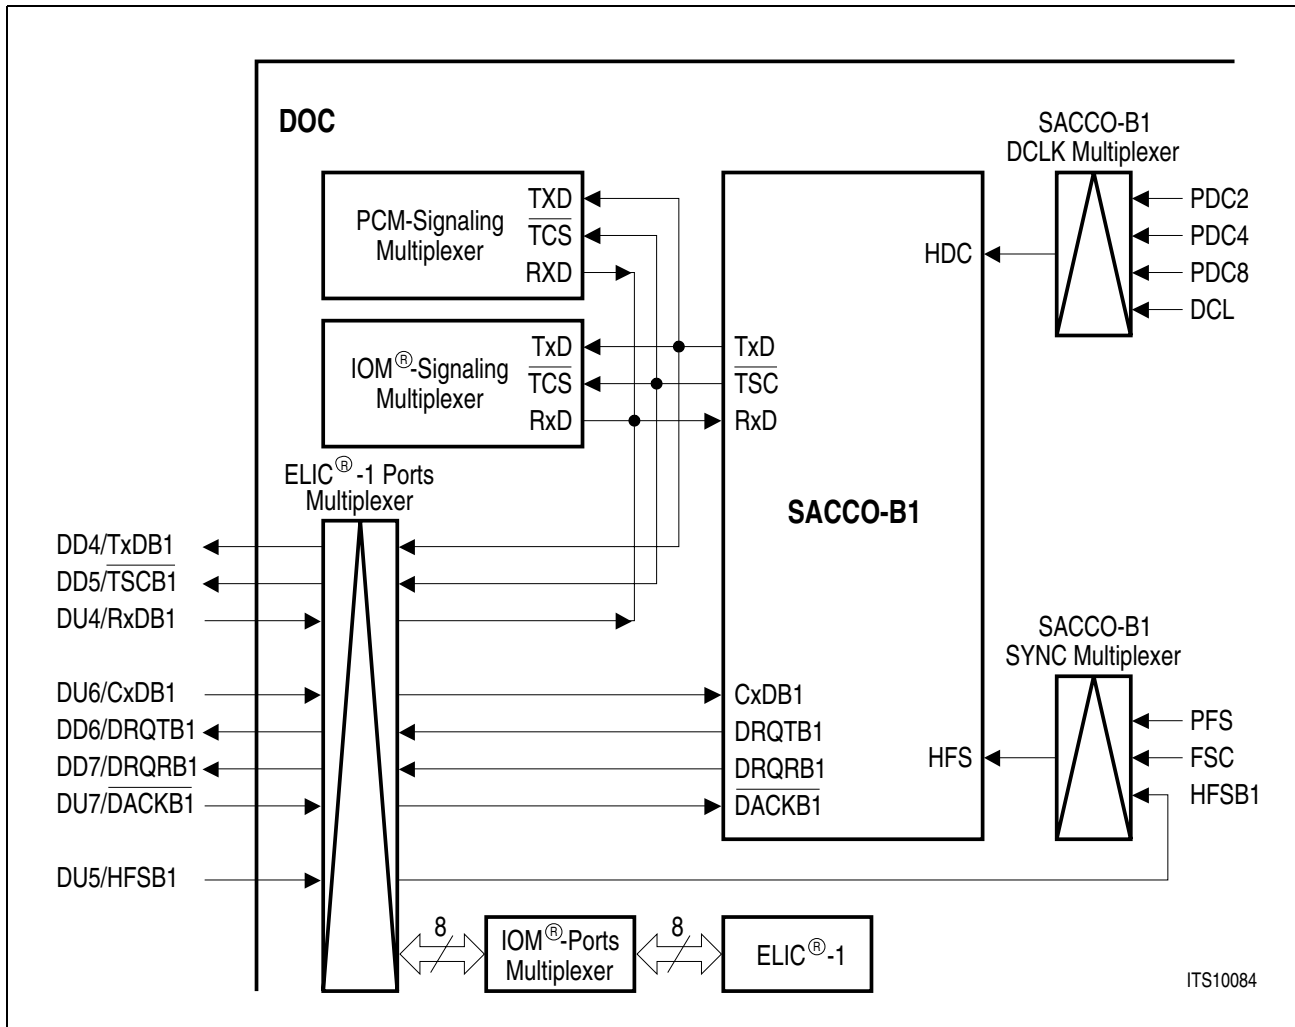 DOC
SACCO-B1
DCLK Multiplexer
PCM-Signaling
Multiplexer
TXD
TCS
RXD
HDC
PDC2
PDC4
PDC8
DCL
IOM®-Signaling
Multiplexer
TxD
TCS
RxD
TxD
TSC
RxD
SACCO-B1
ELIC®-1 Ports
Multiplexer
DD4/TxDB1
DD5/TSCB1
DU4/RxDB1
DU6/CxDB1
DD6/DRQTB1
DD7/DRQRB1
DU7/DACKB1
DU5/HFSB1
CxDB1
DRQTB1
DRQRB1
DACKB1
HFS
SACCO-B1
SYNC Multiplexer
PFS
FSC
HFSB1
8
IOM®-Ports
Multiplexer
8
ELIC®-1
ITS10084